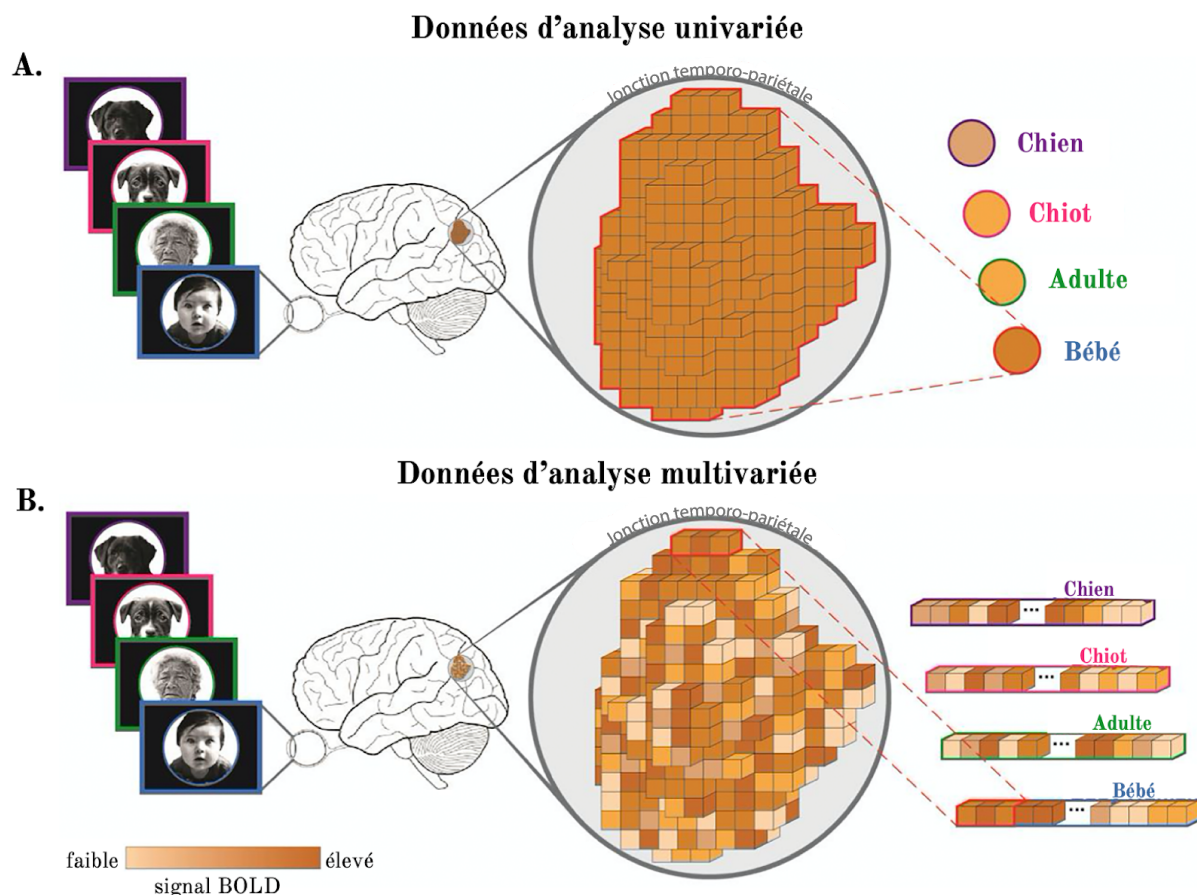 Données d'analyse univariée
A.
Jonction temporo-pariétale
Chien
Chiot
Adulte
Bébé
Données d'analyse multivariée
B.
Jonction temporo-pariétale
Chien
...
Chiot
...
Adulte
...
Bébé
...
faible
élevé
signal BOLD